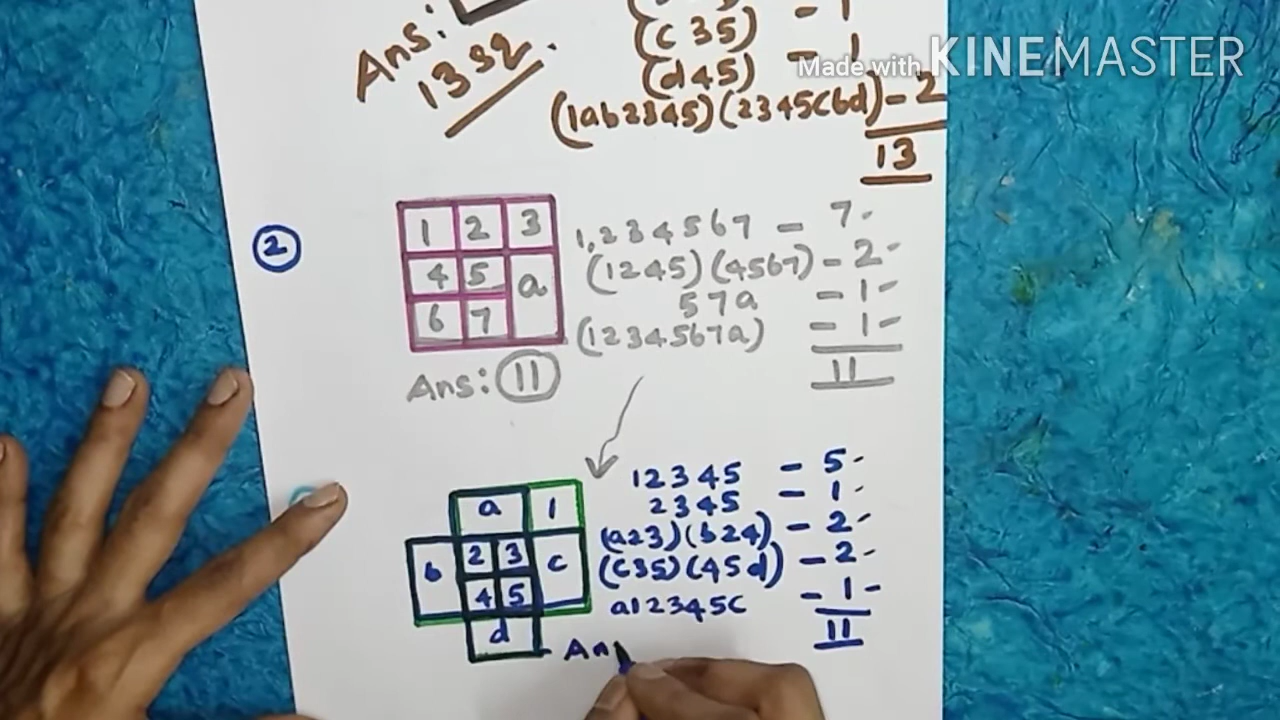 Ans:
1332.
(c 35) - 1
(d45) - 1
Made with KINEMASTER
(1ab2345)(2345cbd) - 2
13
2
1 2 3
4 5 a
6 7
1,234567 - 7
(1245)(4567) - 2
57a - 1
(1234567a) - 1
11
Ans: 11
a 1
b 2 3 c
4 5
d
12345 - 5
2345 - 1
(a23)(b24) - 2
(c35)(45d) - 2
a12345c - 1
11
An